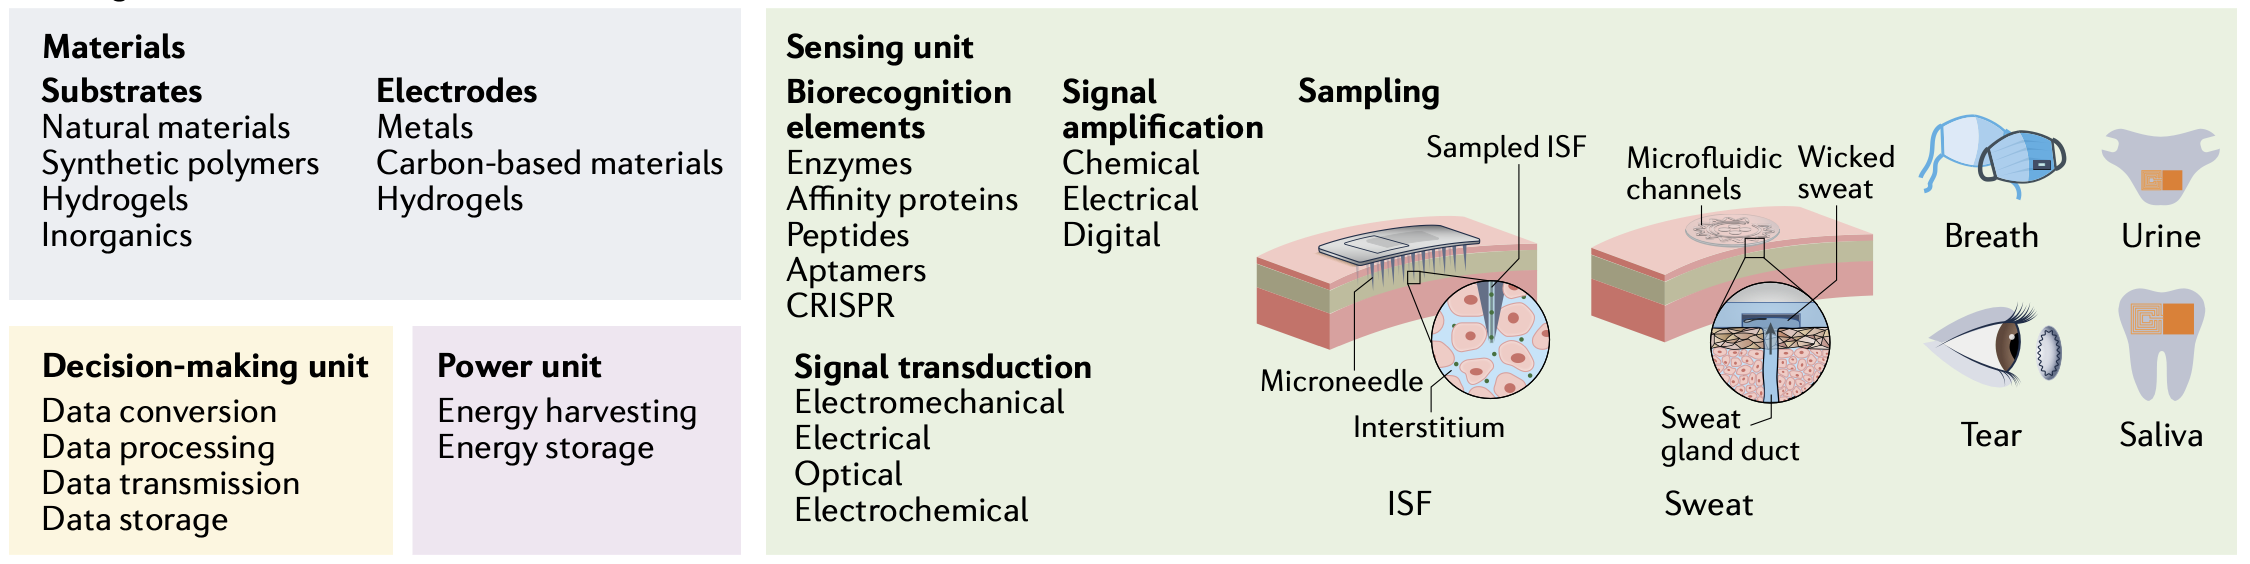 Materials
Substrates
Natural materials
Synthetic polymers
Hydrogels
Inorganics
Electrodes
Metals
Carbon-based materials
Hydrogels
Decision-making unit
Data conversion
Data processing
Data transmission
Data storage
Power unit
Energy harvesting
Energy storage
Sensing unit
Biorecognition
elements
Enzymes
Affinity proteins
Peptides
Aptamers
CRISPR
Signal
amplification
Chemical
Electrical
Digital
Signal transduction
Electromechanical
Electrical
Optical
Electrochemical
Sampling
Sampled ISF
Microneedle
Interstitium
ISF
Microfluidic
channels
Wicked
sweat
Sweat
gland duct
Sweat
Breath
Urine
Tear
Saliva